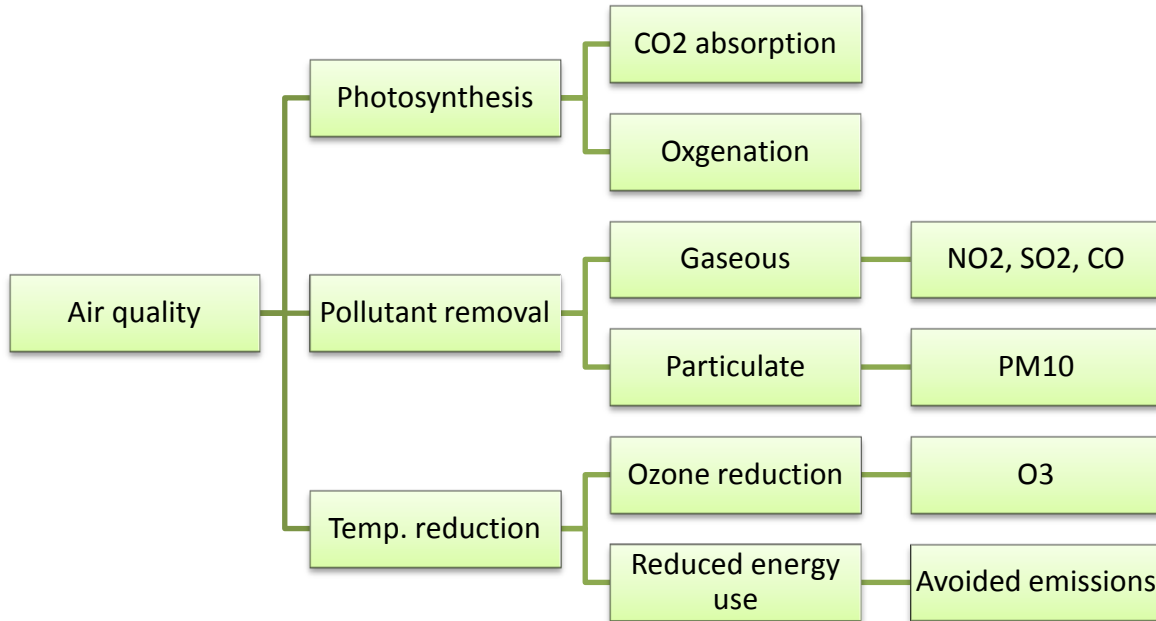 CO2 absorption
Photosynthesis
Oxgenation
Gaseous
NO2, SO2, CO
Air quality
Pollutant removal
Particulate
PM10
Ozone reduction
O3
Temp. reduction
Reduced energy
use
Avoided emissions